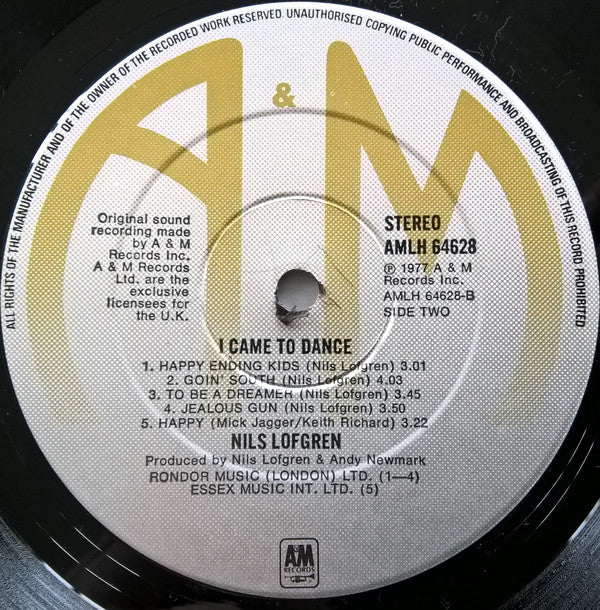 ALL RIGHTS OF THE MANUFACTURER AND OF THE OWNER OF THE RECORDED WORK RESERVED. UNAUTHORISED COPYING PUBLIC PERFORMANCE AND BROADCASTING OF THIS RECORD PROHIBITED
A & M
Original sound
recording made
by A & M
Records Inc.
A & M Records
Ltd. are the
exclusive
licensees for
the U.K.
STEREO
AMLH 64628
℗ 1977 A & M
Records Inc.
AMLH 64628-B
SIDE TWO
I CAME TO DANCE
1. HAPPY ENDING KIDS (Nils Lofgren) 3.01
2. GOIN' SOUTH (Nils Lofgren) 4.03
3. TO BE A DREAMER (Nils Lofgren) 3.45
4. JEALOUS GUN (Nils Lofgren) 3.50
5. HAPPY (Mick Jagger/Keith Richard) 3.22
NILS LOFGREN
Produced by Nils Lofgren & Andy Newmark
RONDOR MUSIC (LONDON) LTD. (1—4)
ESSEX MUSIC INT. LTD. (5)
A&M
RECORDS